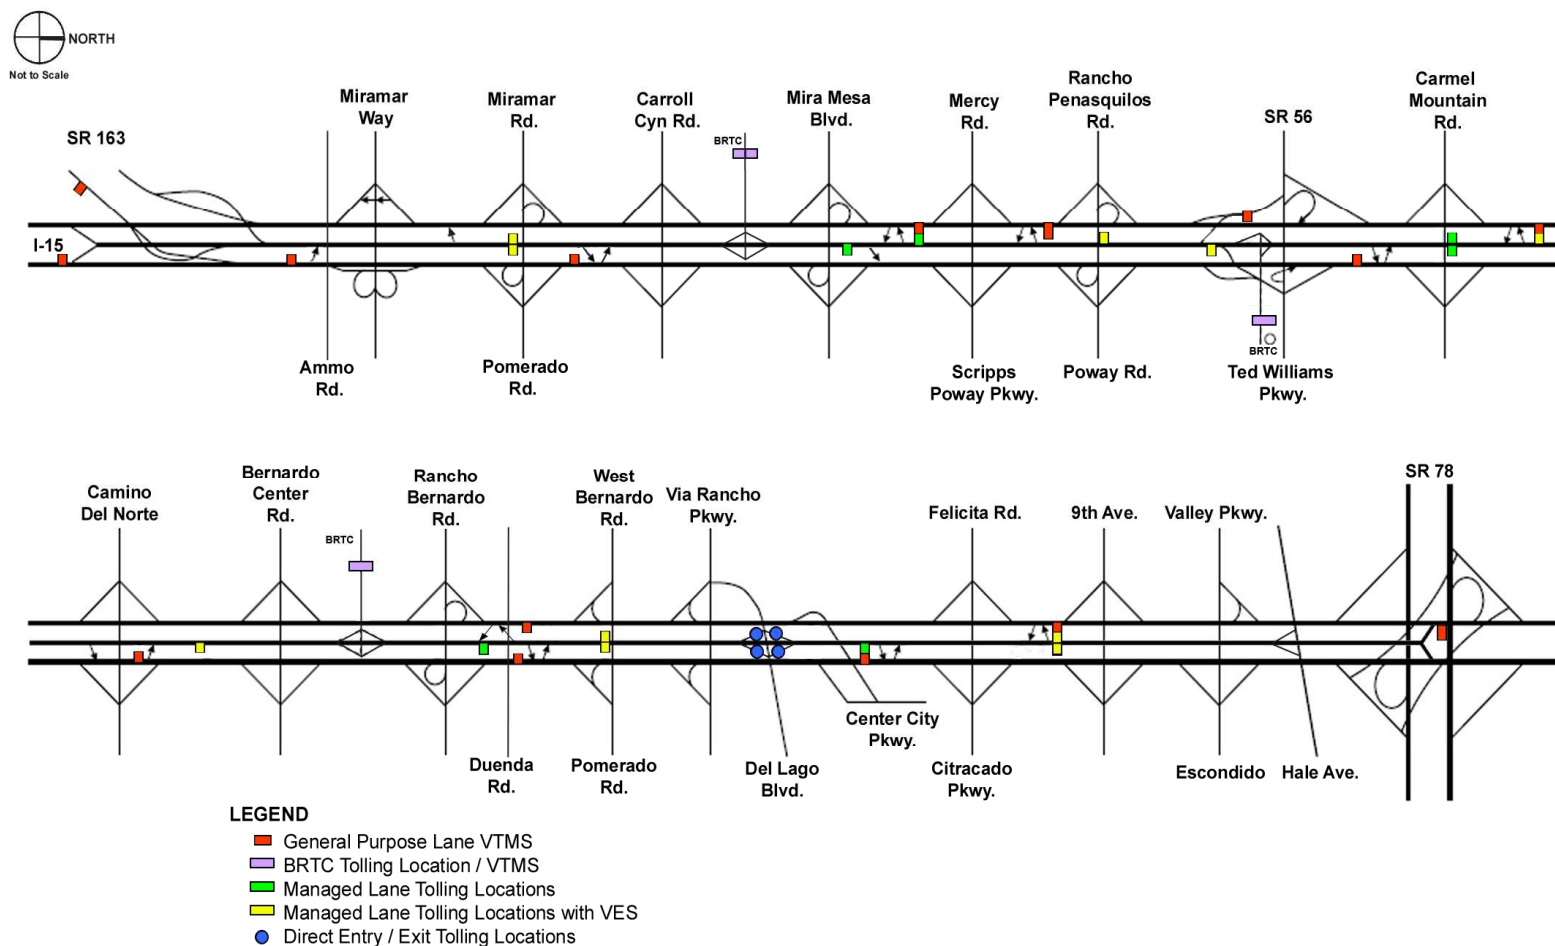 NORTH
Not to Scale
SR 163
Miramar
Way
Miramar
Rd.
Carroll
Cyn Rd.
BRTC
Mira Mesa
Blvd.
Mercy
Rd.
Rancho
Penasquilos
Rd.
SR 56
Carmel
Mountain
Rd.
I-15
Ammo
Rd.
Pomerado
Rd.
Scripps
Poway Pkwy.
Poway Rd.
BRTC
Ted Williams
Pkwy.
Camino
Del Norte
Bernardo
Center
Rd.
BRTC
Rancho
Bernardo
Rd.
West
Bernardo
Rd.
Via Rancho
Pkwy.
Felicita Rd.
9th Ave.
Valley Pkwy.
SR 78
Duenda
Rd.
Pomerado
Rd.
Del Lago
Blvd.
Center City
Pkwy.
Citracado
Pkwy.
Escondido
Hale Ave.
LEGEND
General Purpose Lane VTMS
BRTC Tolling Location / VTMS
Managed Lane Tolling Locations
Managed Lane Tolling Locations with VES
Direct Entry / Exit Tolling Locations